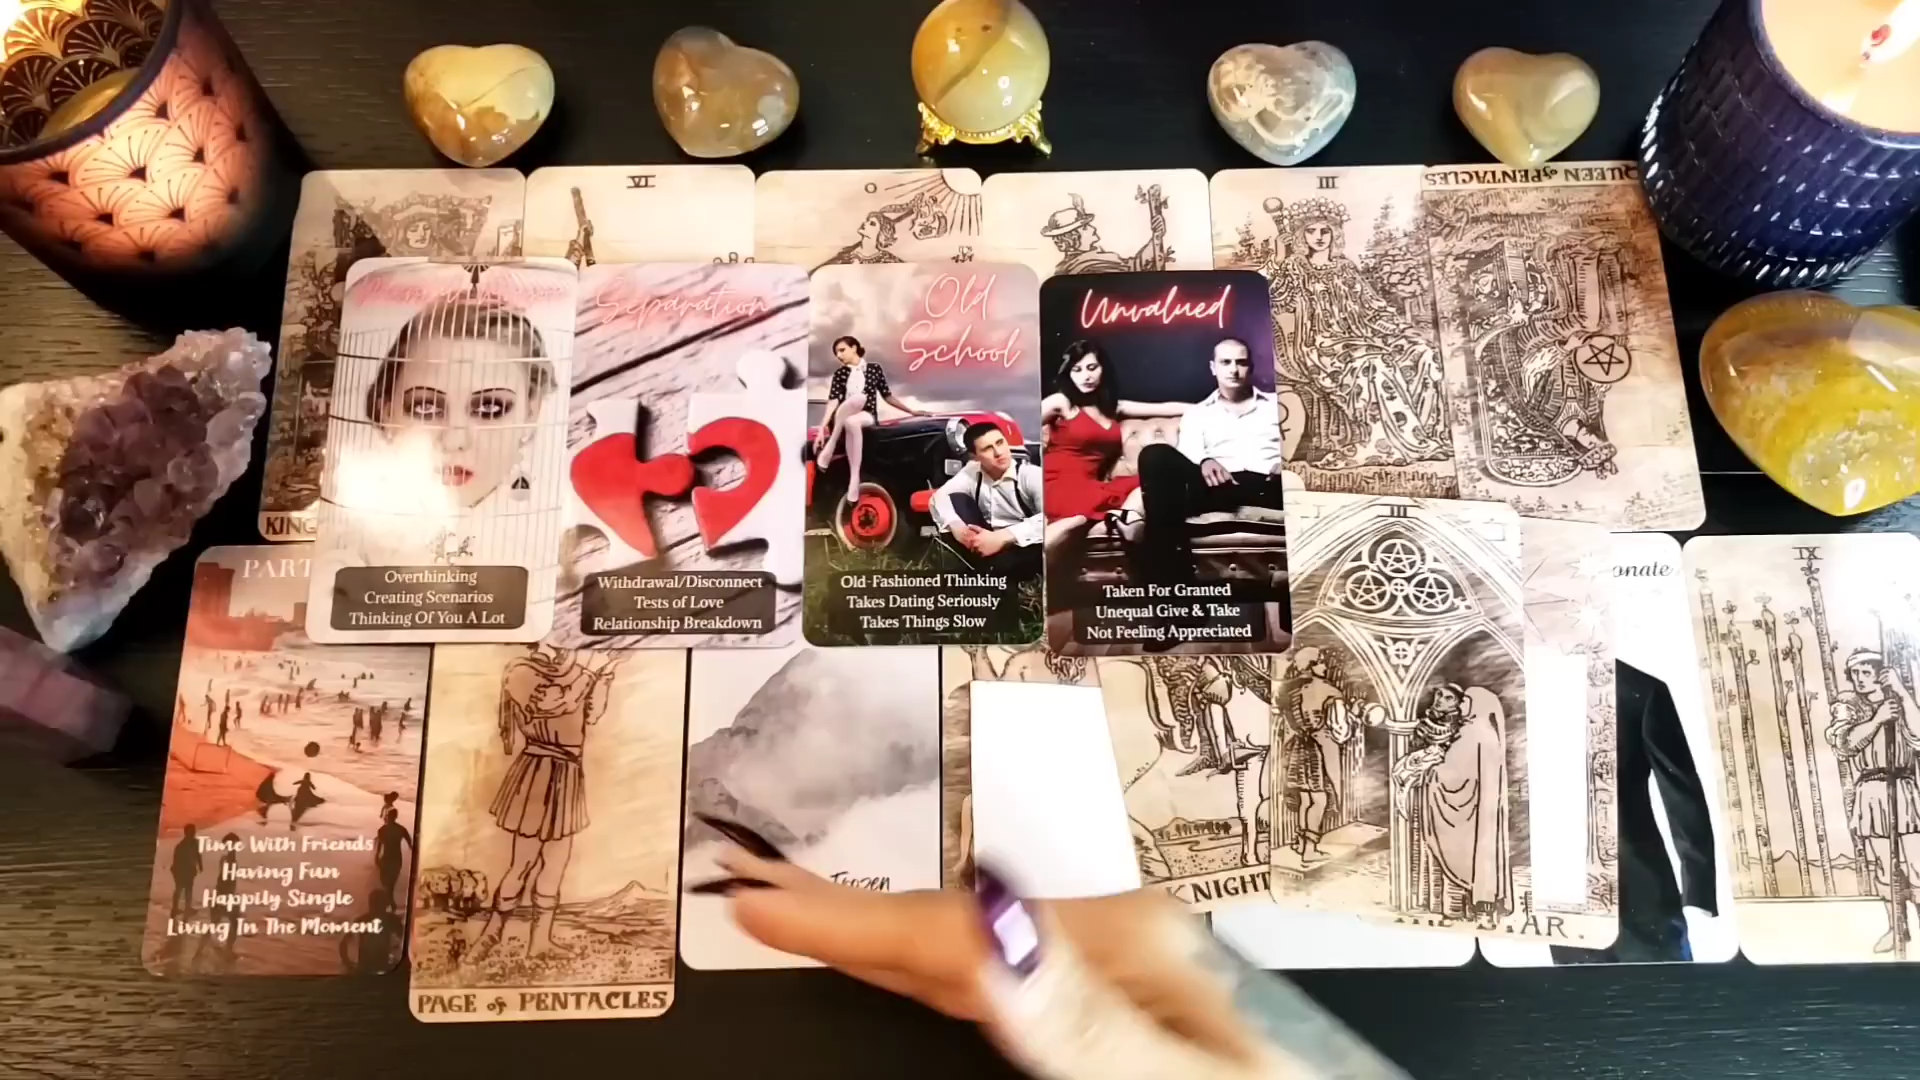 VI
III
QUEEN of PENTACLES
Separation
Old
School
Unvalued
KING
Overthinking
Creating Scenarios
Thinking Of You A Lot
Withdrawal/Disconnect
Tests of Love
Relationship Breakdown
Old-Fashioned Thinking
Takes Dating Seriously
Takes Things Slow
Taken For Granted
Unequal Give & Take
Not Feeling Appreciated
PART
III
onate
IX
Time With Friends
Having Fun
Happily Single
Living In The Moment
Frozen
KNIGHT
STAR.
PAGE of PENTACLES